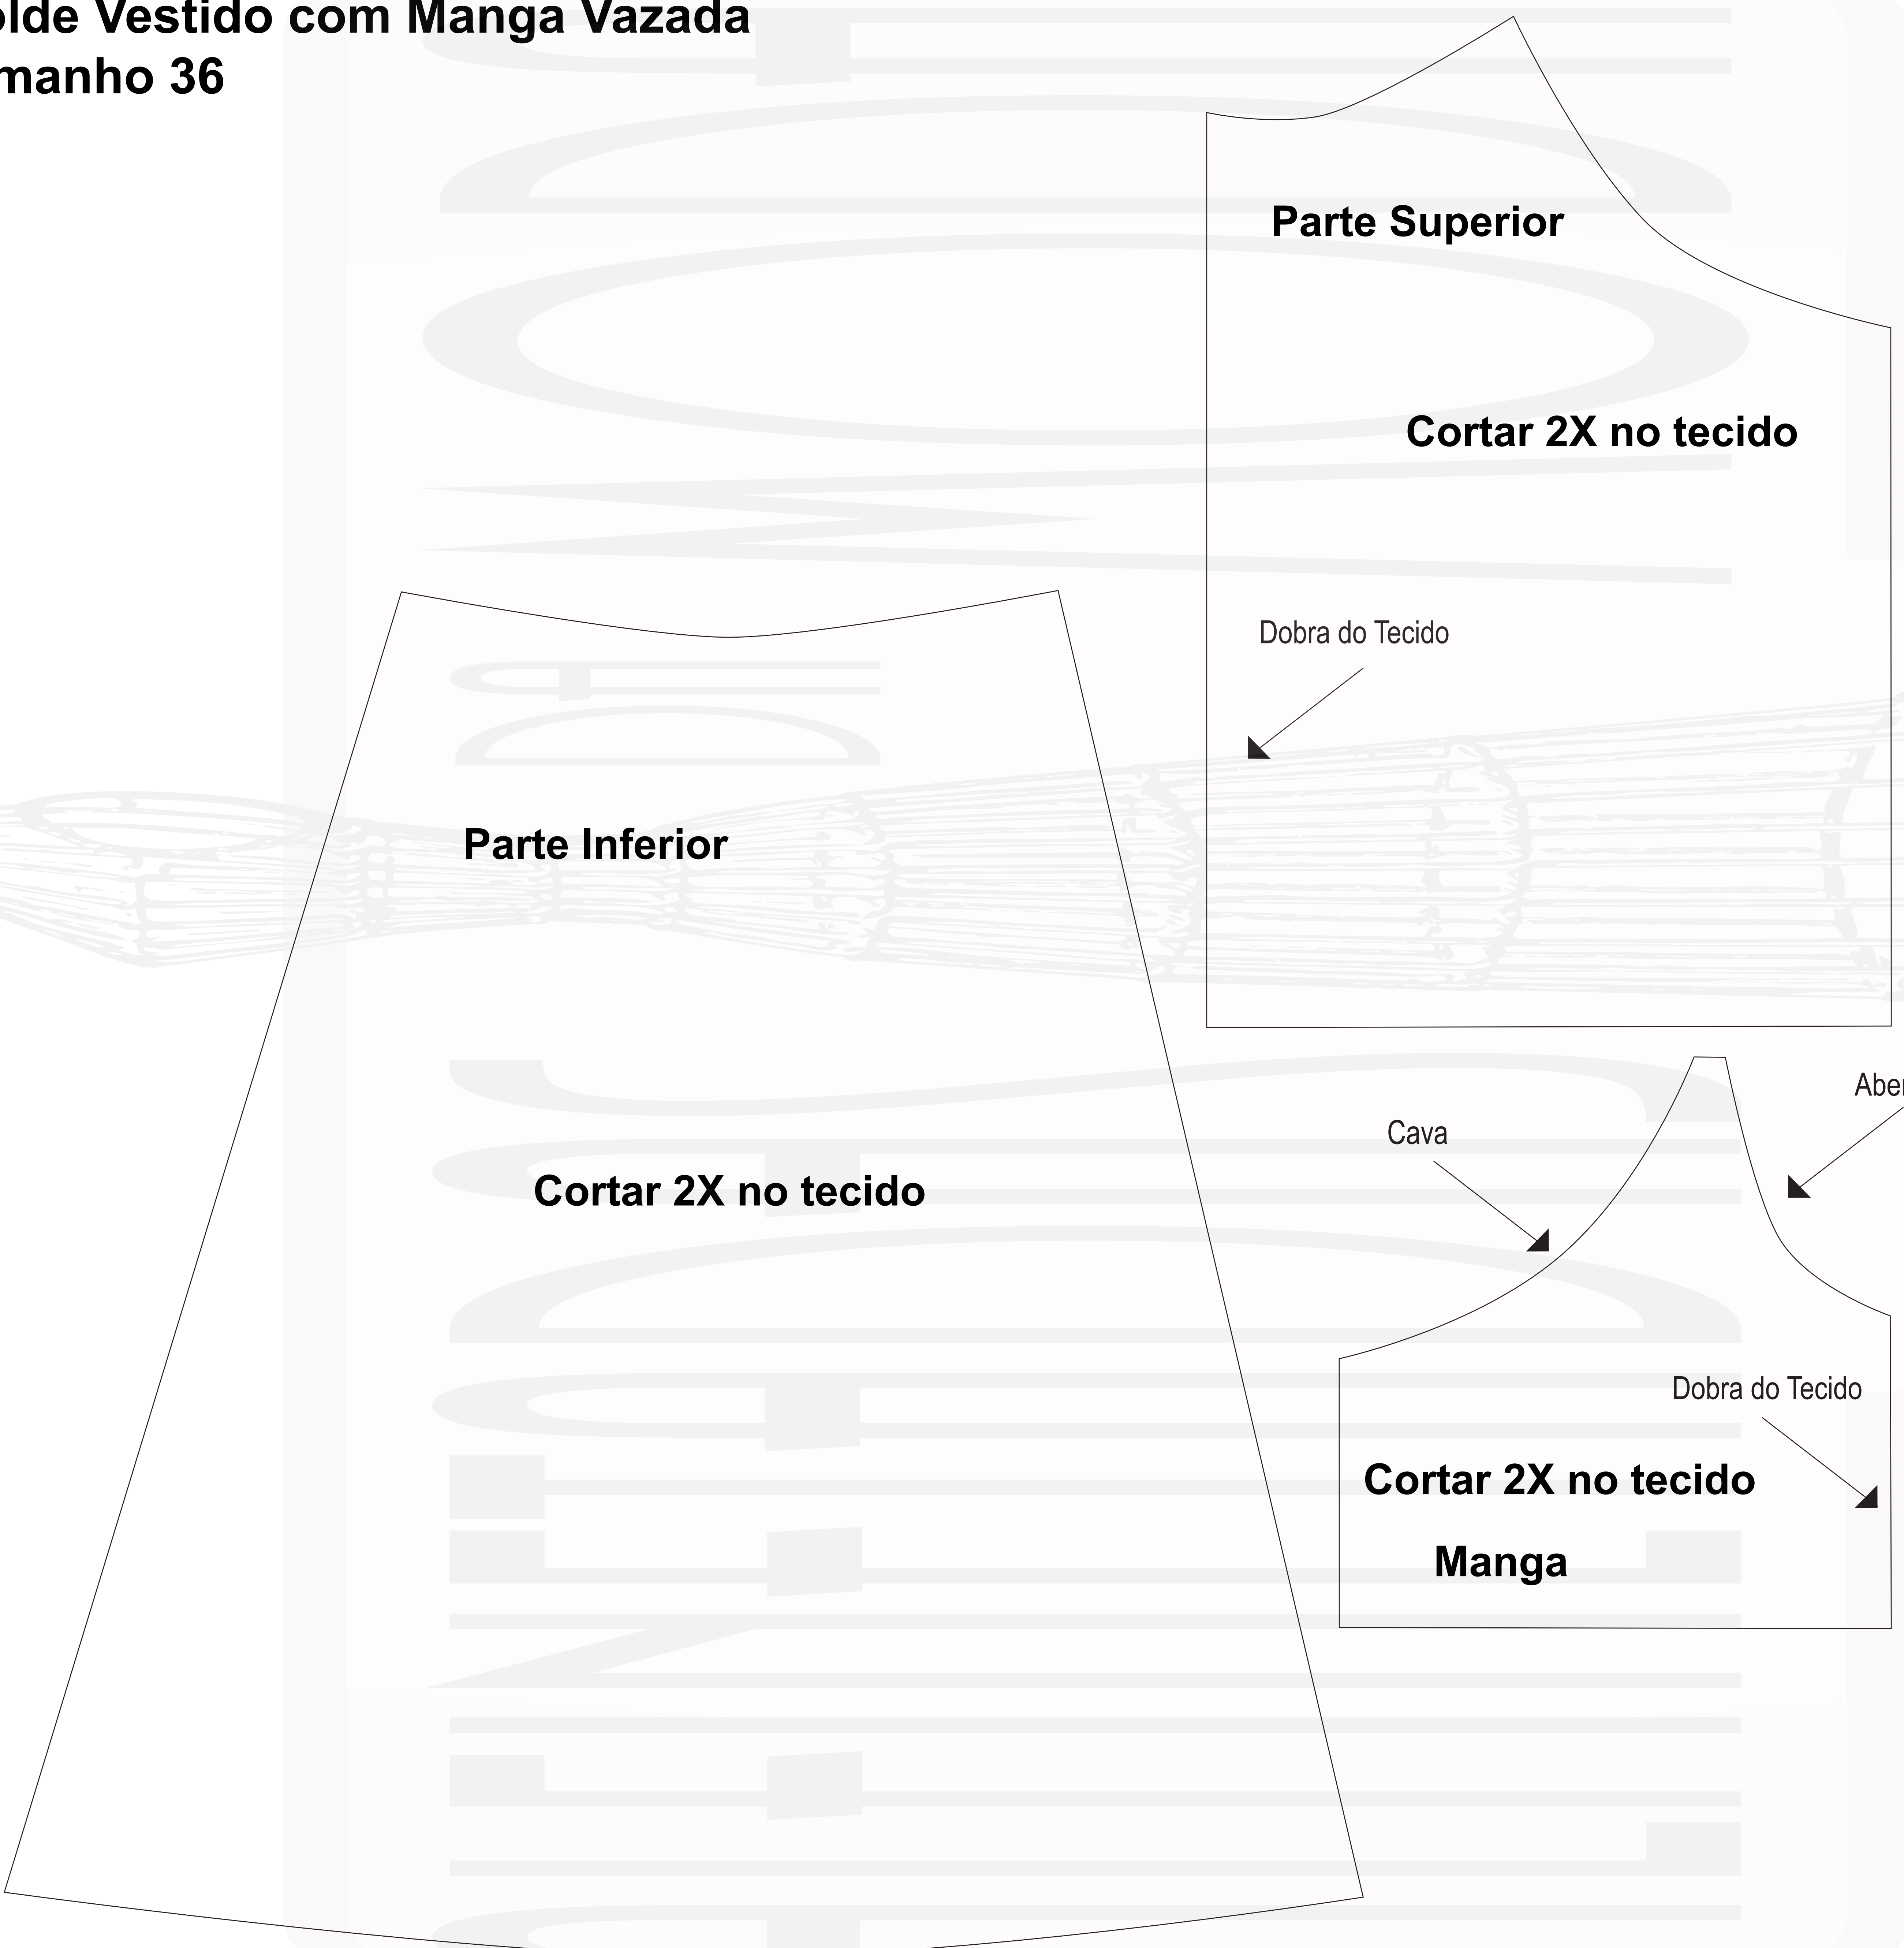 olde Vestido com Manga Vazada
manho 36
Parte Superior
Cortar 2X no tecido
Dobra do Tecido
Parte Inferior
Cortar 2X no tecido
Cava
Aber
Dobra do Tecido
Cortar 2X no tecido
Manga